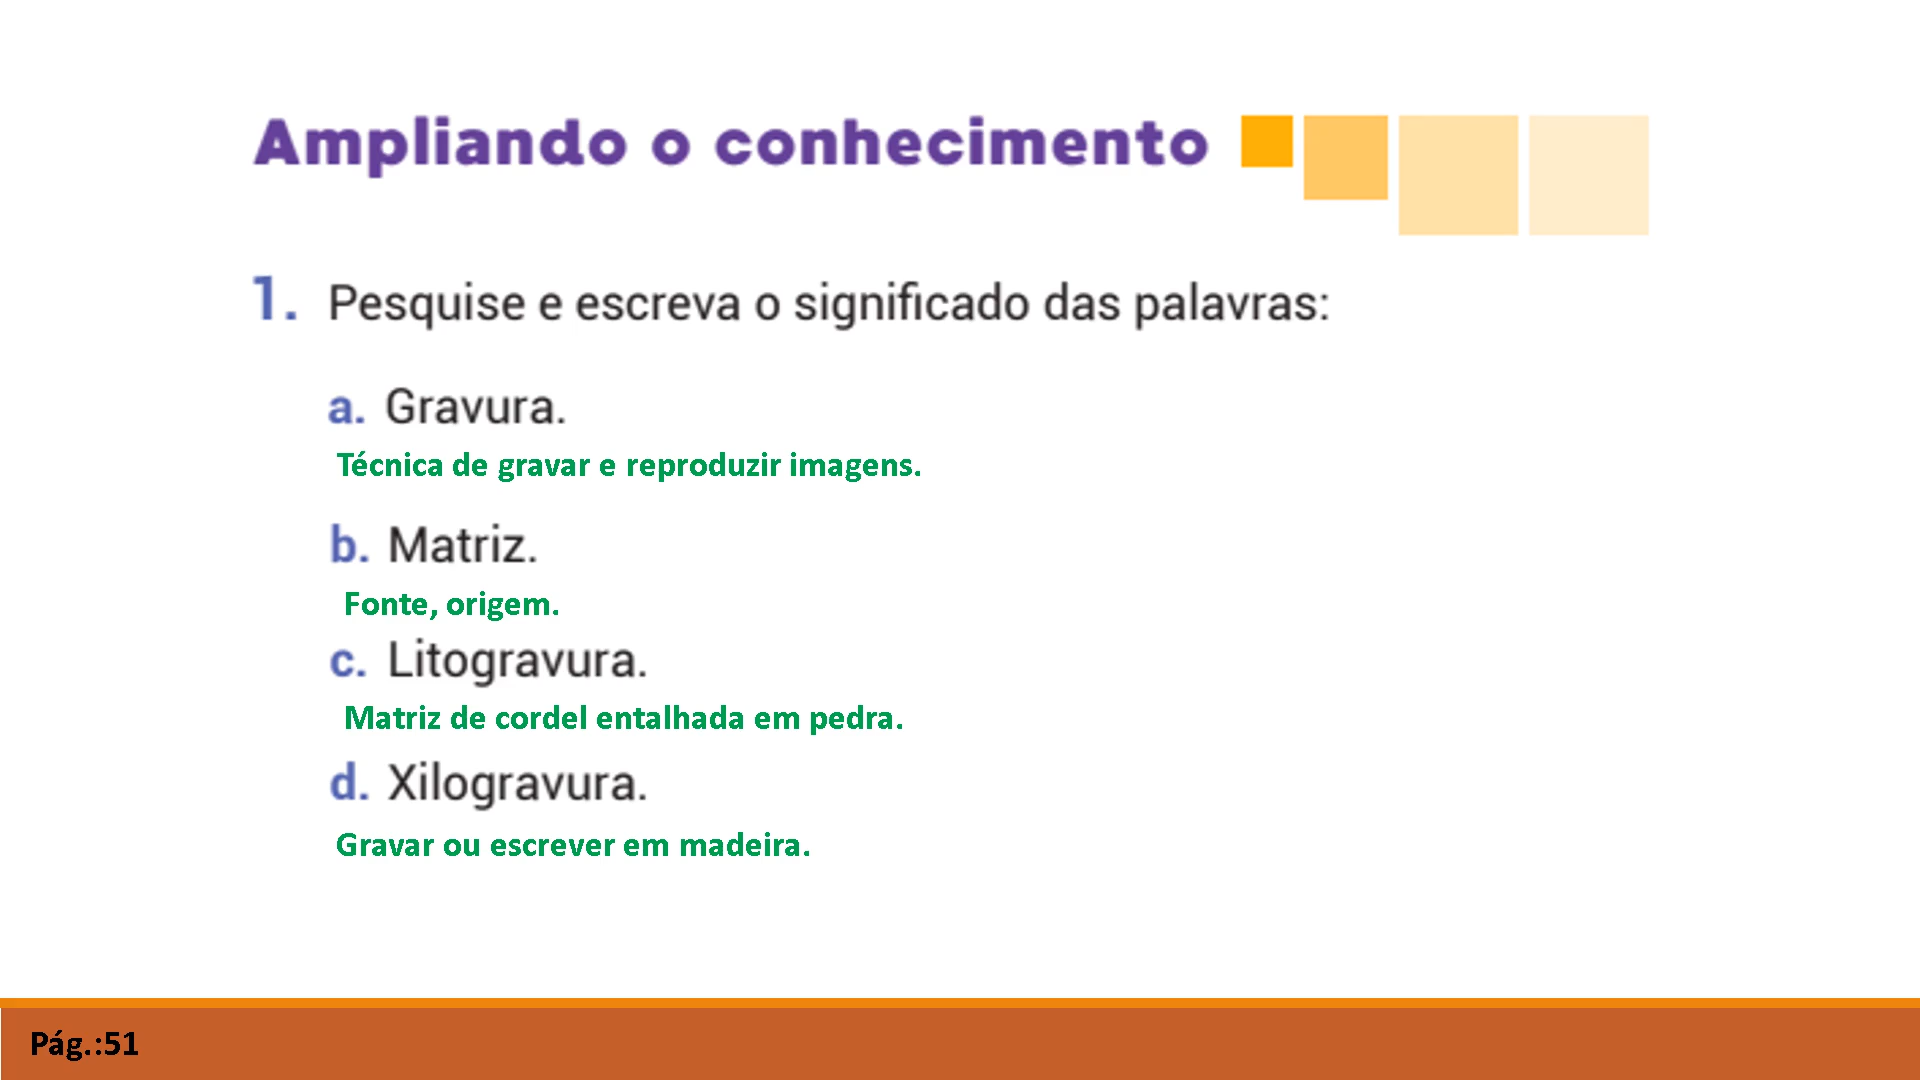 Ampliando o conhecimento
1. Pesquise e escreva o significado das palavras:
a. Gravura.
Técnica de gravar e reproduzir imagens.
b. Matriz.
Fonte, origem.
c. Litogravura.
Matriz de cordel entalhada em pedra.
d. Xilogravura.
Gravar ou escrever em madeira.
Pág.:51